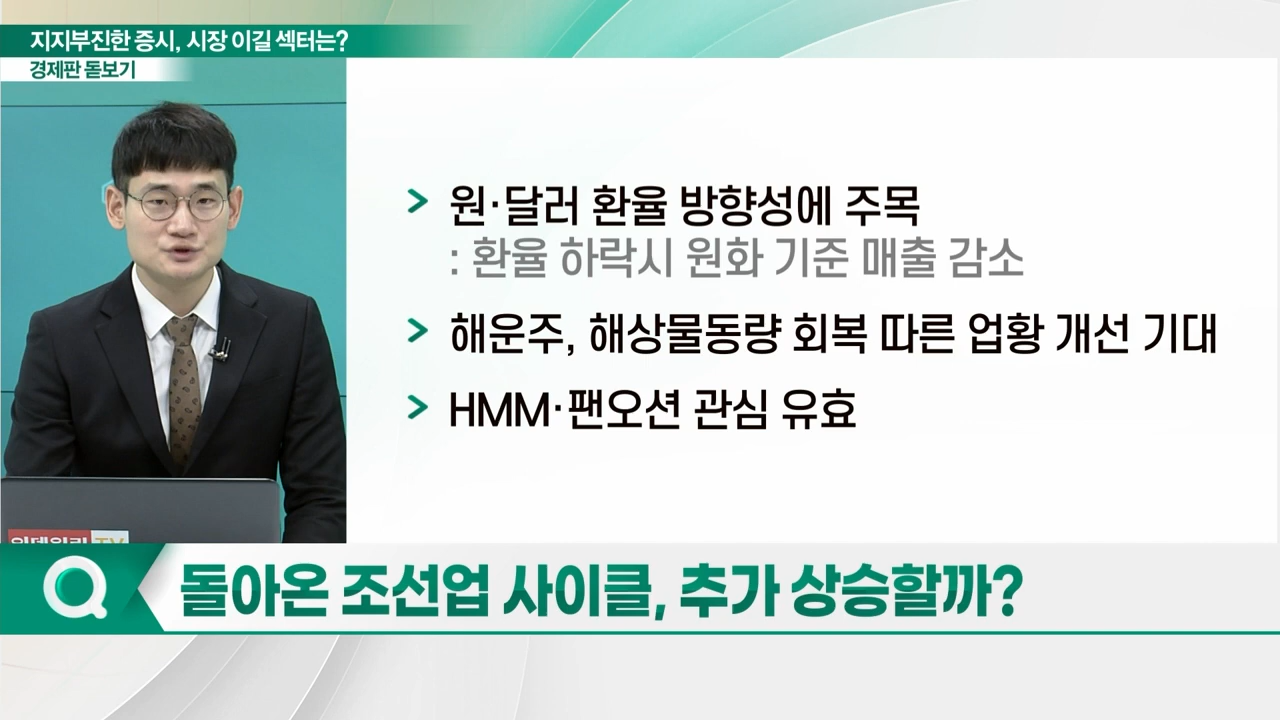 지지부진한 증시, 시장 이길 섹터는?
경제판 돋보기
> 원·달러 환율 방향성에 주목
: 환율 하락시 원화 기준 매출 감소
> 해운주, 해상물동량 회복 따른 업황 개선 기대
> HMM·팬오션 관심 유효
돌아온 조선업 사이클, 추가 상승할까?